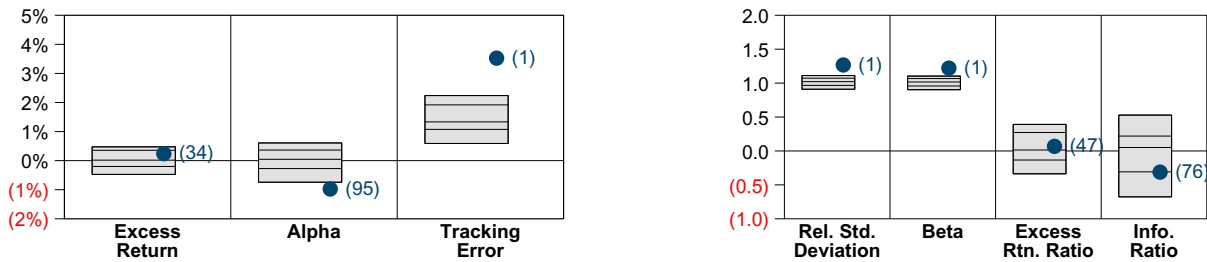 5%
4%
3%
2%
1%
0%
(1%)
(2%)
(34)
(95)
(1)
Excess
Return
Alpha
Tracking
Error
2.0
1.5
1.0
0.5
0.0
(0.5)
(1.0)
(1)
(1)
(47)
(76)
Rel. Std.
Deviation
Beta
Excess
Rtn. Ratio
Info.
Ratio